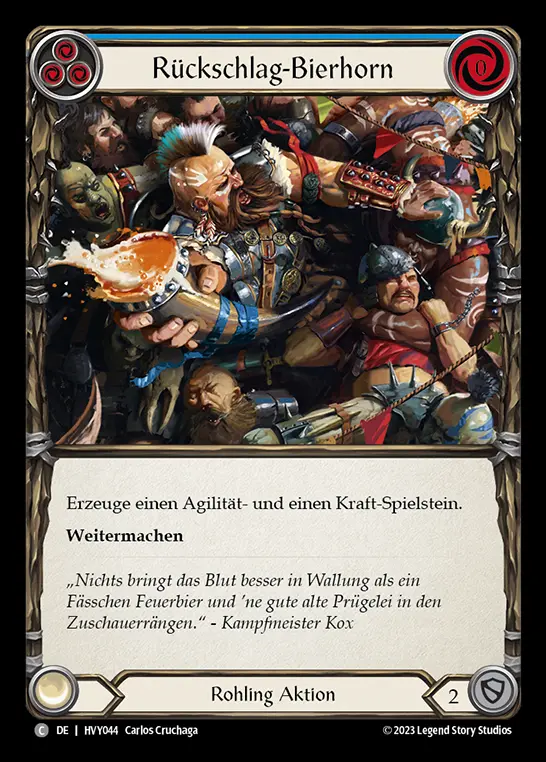 Rückschlag-Bierhorn
0
Erzeuge einen Agilität- und einen Kraft-Spielstein.
Weitermachen
„Nichts bringt das Blut besser in Wallung als ein
Fässchen Feuerbier und ’ne gute alte Prügelei in den
Zuschauerrängen.“ - Kampfmeister Kox
Rohling Aktion
2
C DE | HVY044 Carlos Cruchaga
© 2023 Legend Story Studios